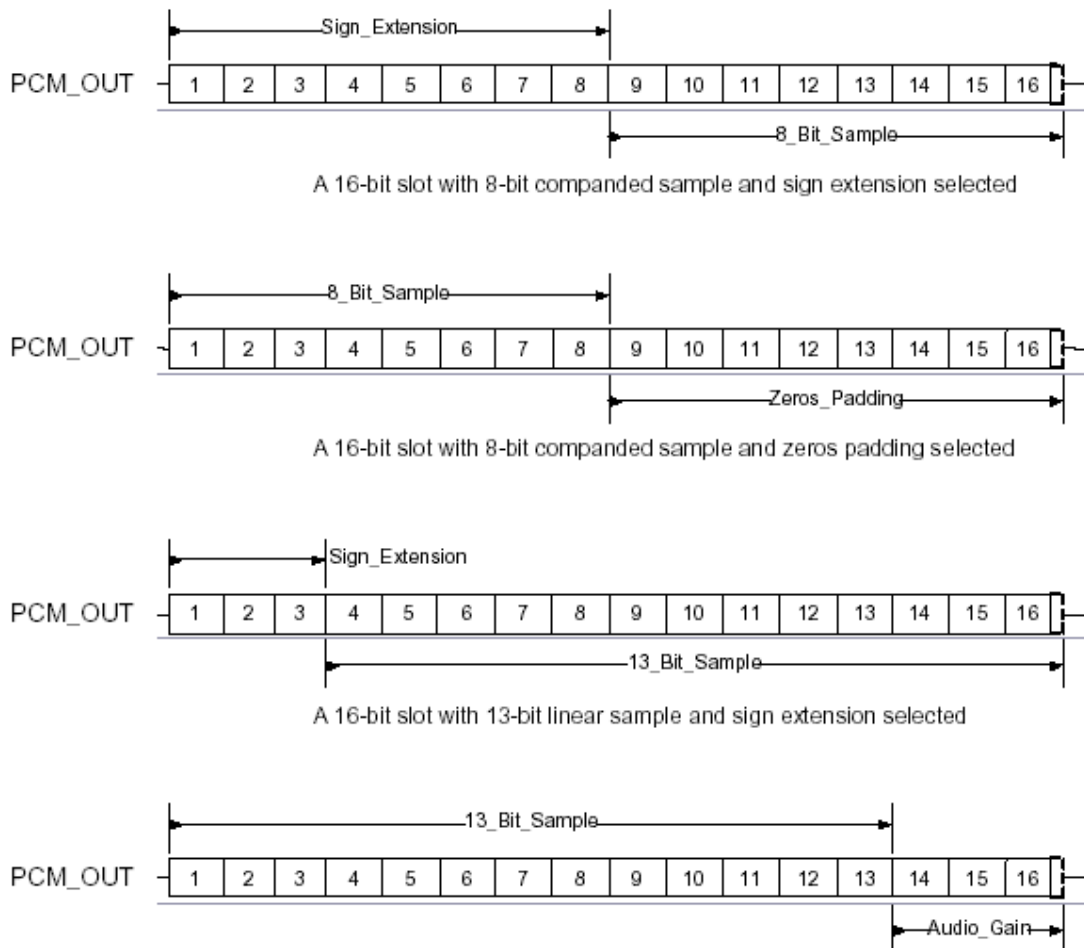 Sign_Extension
PCM_OUT 1 2 3 4 5 6 7 8 9 10 11 12 13 14 15 16
8_Bit_Sample
A 16-bit slot with 8-bit companded sample and sign extension selected
8_Bit_Sample
PCM_OUT 1 2 3 4 5 6 7 8 9 10 11 12 13 14 15 16
Zeros_Padding
A 16-bit slot with 8-bit companded sample and zeros padding selected
Sign_Extension
PCM_OUT 1 2 3 4 5 6 7 8 9 10 11 12 13 14 15 16
13_Bit_Sample
A 16-bit slot with 13-bit linear sample and sign extension selected
13_Bit_Sample
PCM_OUT 1 2 3 4 5 6 7 8 9 10 11 12 13 14 15 16
Audio_Gain